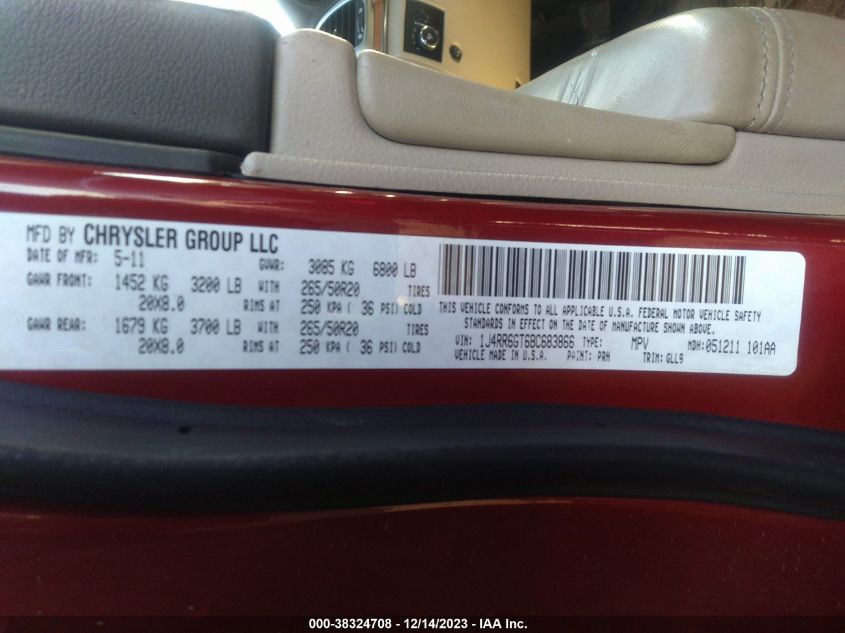 MFD BY CHRYSLER GROUP LLC
DATE OF MFR: 5-11 GVWR: 3085 KG 6800 LB
GAWR FRONT: 1452 KG 3200 LB WITH 265/50R20 TIRES
20X8.0 RIMS AT 250 KPA ( 36 PSI) COLD
GAWR REAR: 1679 KG 3700 LB WITH 265/50R20 TIRES
20X8.0 RIMS AT 250 KPA ( 36 PSI) COLD
THIS VEHICLE CONFORMS TO ALL APPLICABLE U.S.A. FEDERAL MOTOR VEHICLE SAFETY
STANDARDS IN EFFECT ON THE DATE OF MANUFACTURE SHOWN ABOVE.
VIN: 1J4RR6GT6BC683866 TYPE: MPV MDH:051211 101AA
VEHICLE MADE IN U.S.A. PAINT: PRH TRIM: GLL9
000-38324708 - 12/14/2023 - IAA Inc.